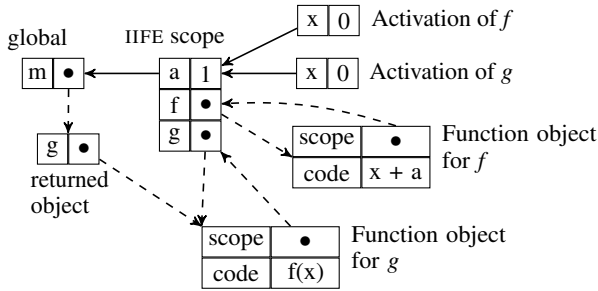 x 0 Activation of f
global
IIFE scope
m •
a 1
x 0 Activation of g
f •
g •
g •
returned
object
scope •
code x + a
Function object
for f
scope •
code f(x)
Function object
for g